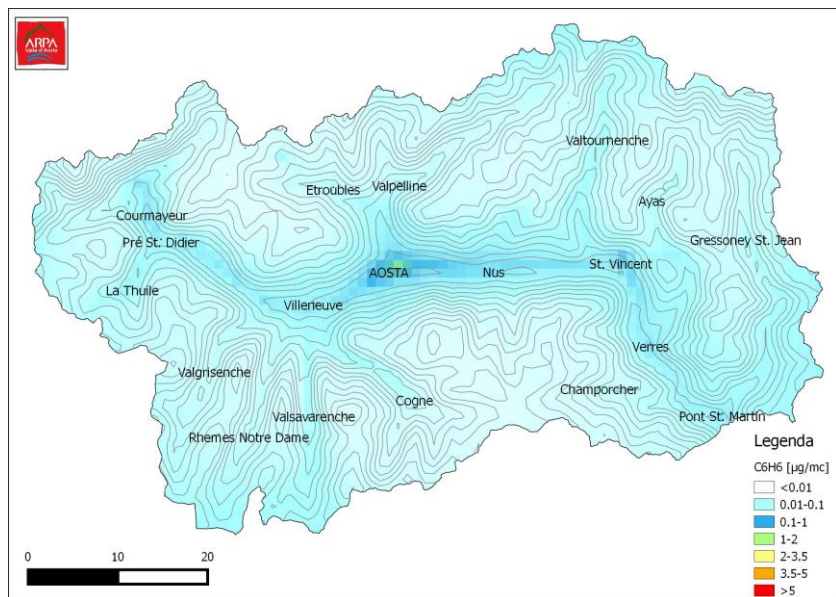 ARPA
Valle d'Aosta
Valtournenche
Etroubles
Valpelline
Ayas
Courmayeur
Gressoney St. Jean
Pré St. Didier
St. Vincent
AOSTA
Nus
La Thuile
Villeneuve
Verres
Valgrisenche
Champorcher
Cogne
Valsavarenche
Pont St. Martin
Rhemes Notre Dame
Legenda
C6H6 [µg/mc]
<0.01
0.01-0.1
0.1-1
1-2
2-3.5
3.5-5
>5
0
10
20